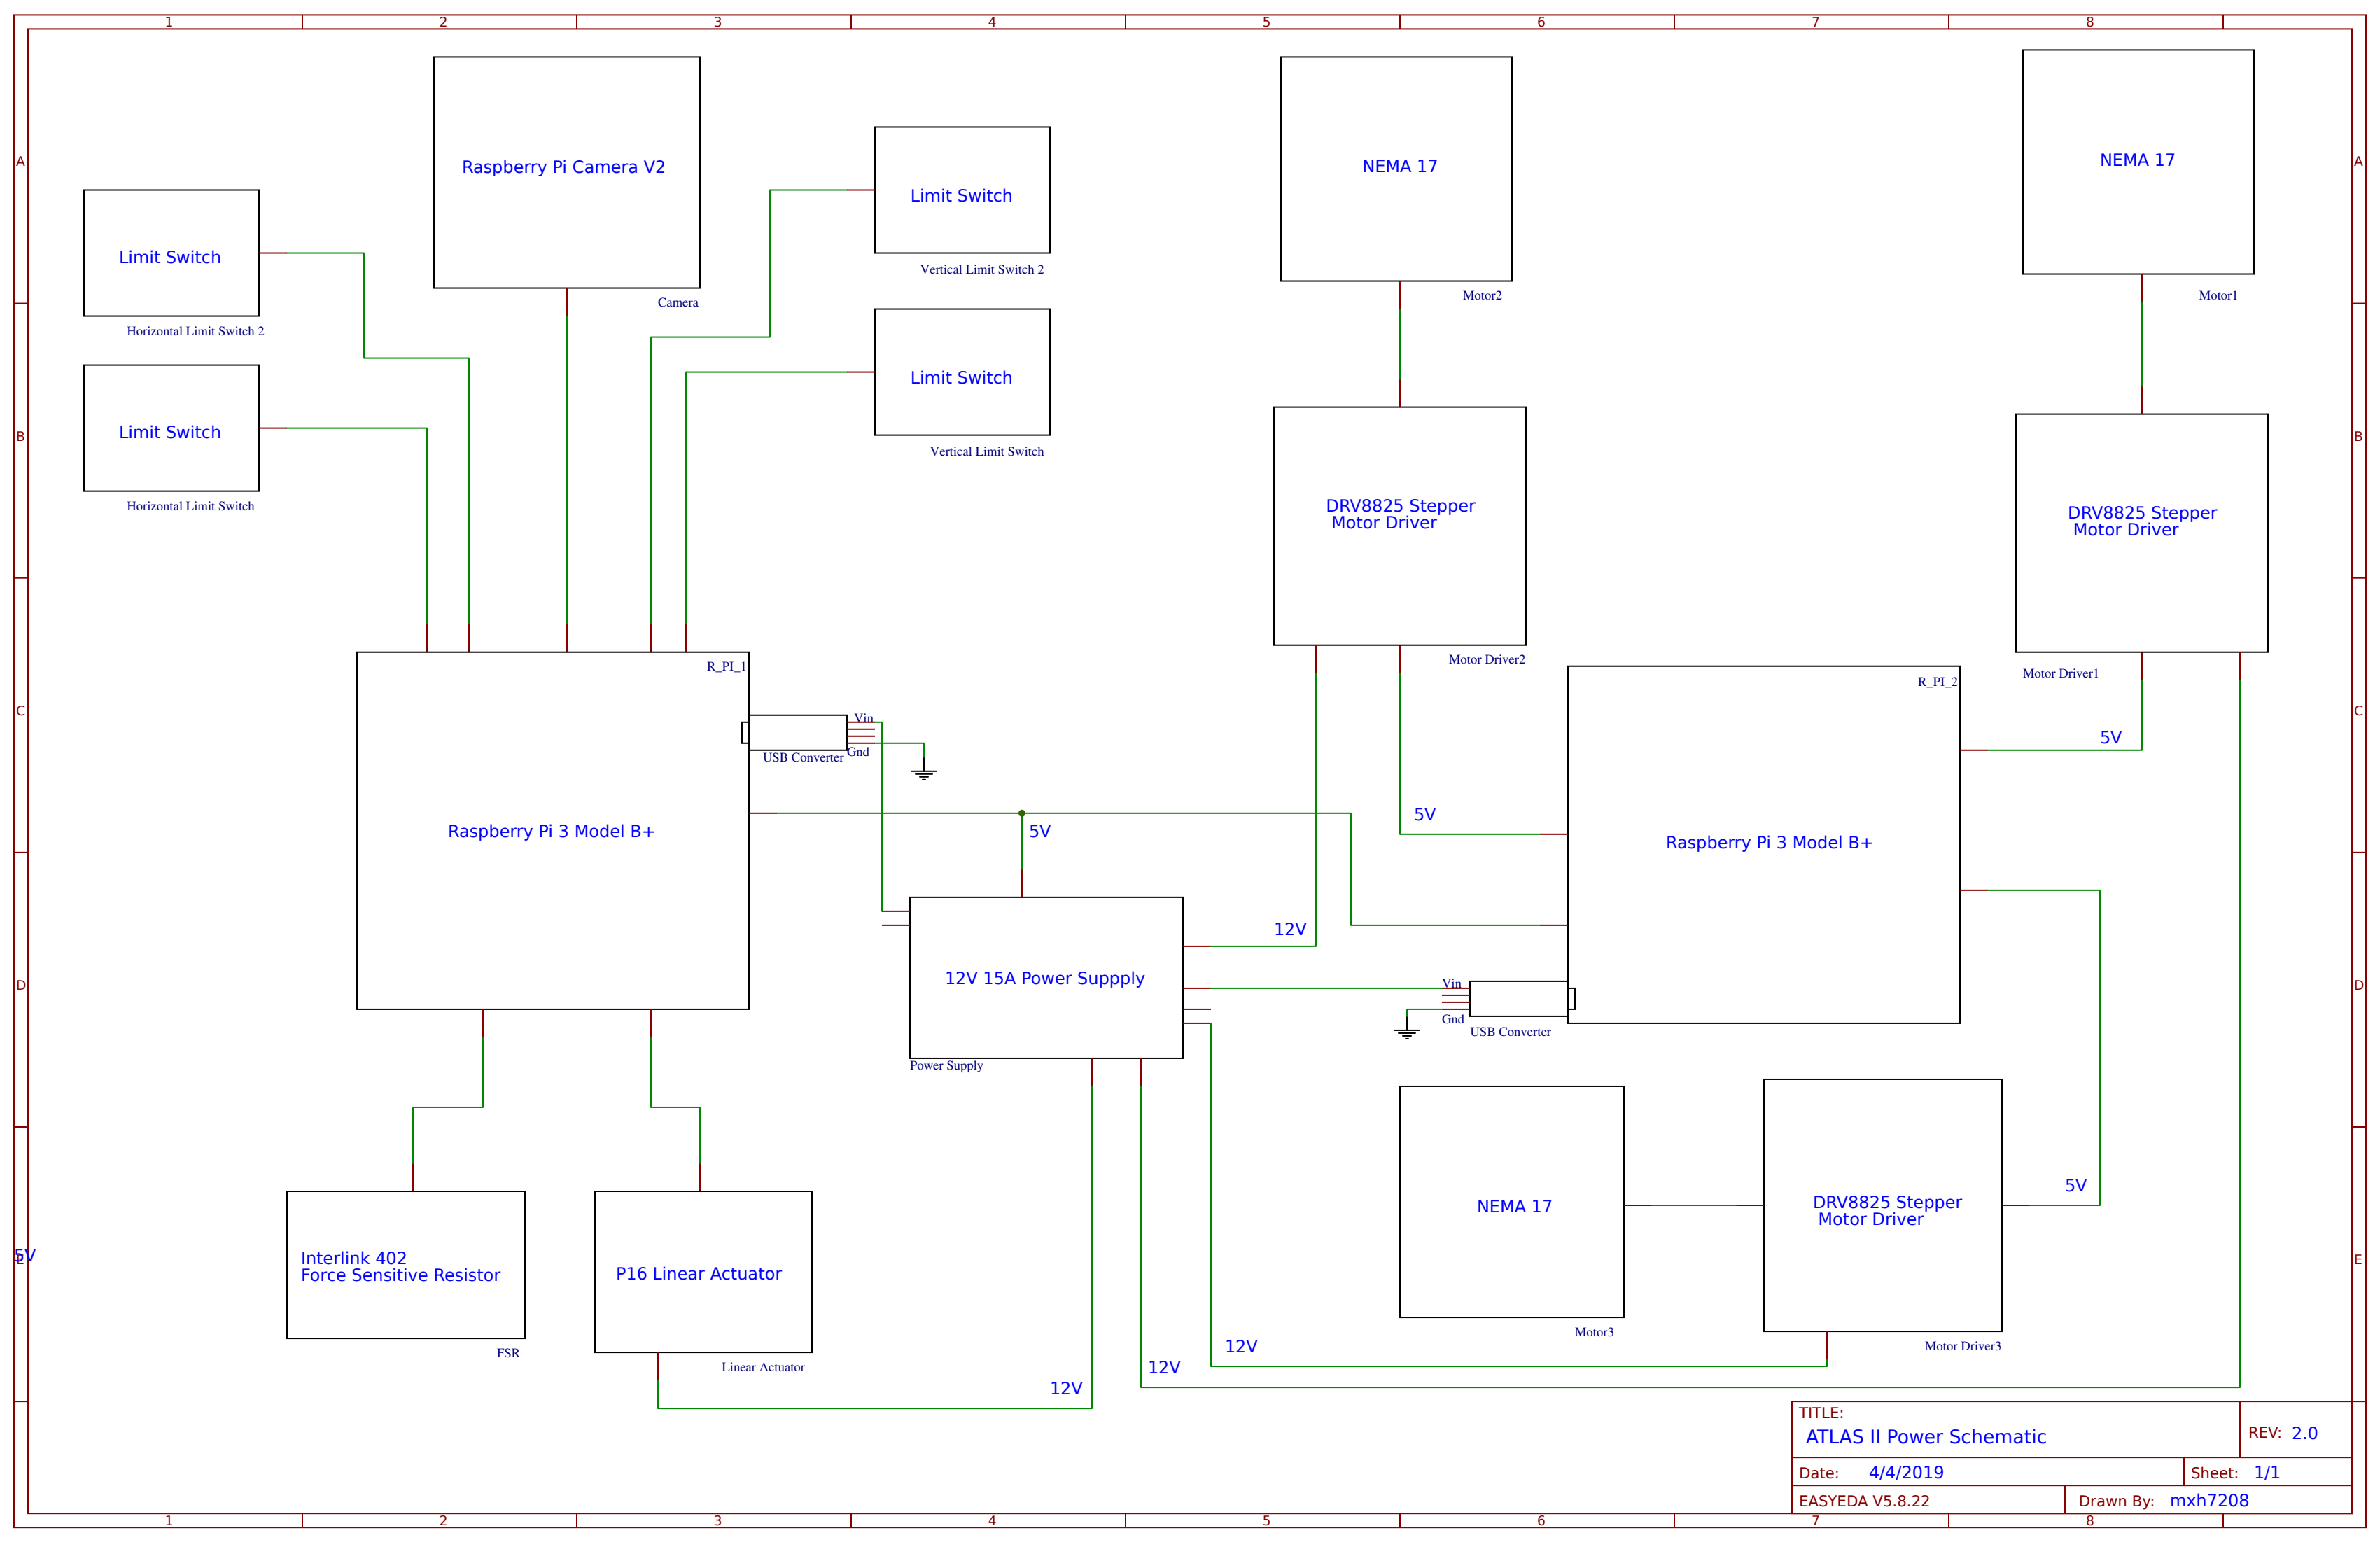 1 2 3 4 5 6 7 8
A
A
B
B
C
C
D
D
E
E
Raspberry Pi Camera V2
Camera
Limit Switch
Horizontal Limit Switch 2
Limit Switch
Horizontal Limit Switch
Limit Switch
Vertical Limit Switch 2
Limit Switch
Vertical Limit Switch
NEMA 17
Motor2
NEMA 17
Motor1
DRV8825 Stepper
Motor Driver
Motor Driver2
DRV8825 Stepper
Motor Driver
Motor Driver1
R_PI_1
Raspberry Pi 3 Model B+
Vin
Gnd
USB Converter
R_PI_2
Raspberry Pi 3 Model B+
5V
5V
5V
12V
12V 15A Power Suppply
Power Supply
Vin
Gnd
USB Converter
Interlink 402
Force Sensitive Resistor
FSR
P16 Linear Actuator
Linear Actuator
5V
NEMA 17
Motor3
DRV8825 Stepper
Motor Driver
Motor Driver3
5V
12V
12V
12V
TITLE:
ATLAS II Power Schematic
REV: 2.0
Date: 4/4/2019
Sheet: 1/1
EASYEDA V5.8.22
Drawn By: mxh7208
1 2 3 4 5 6 7 8